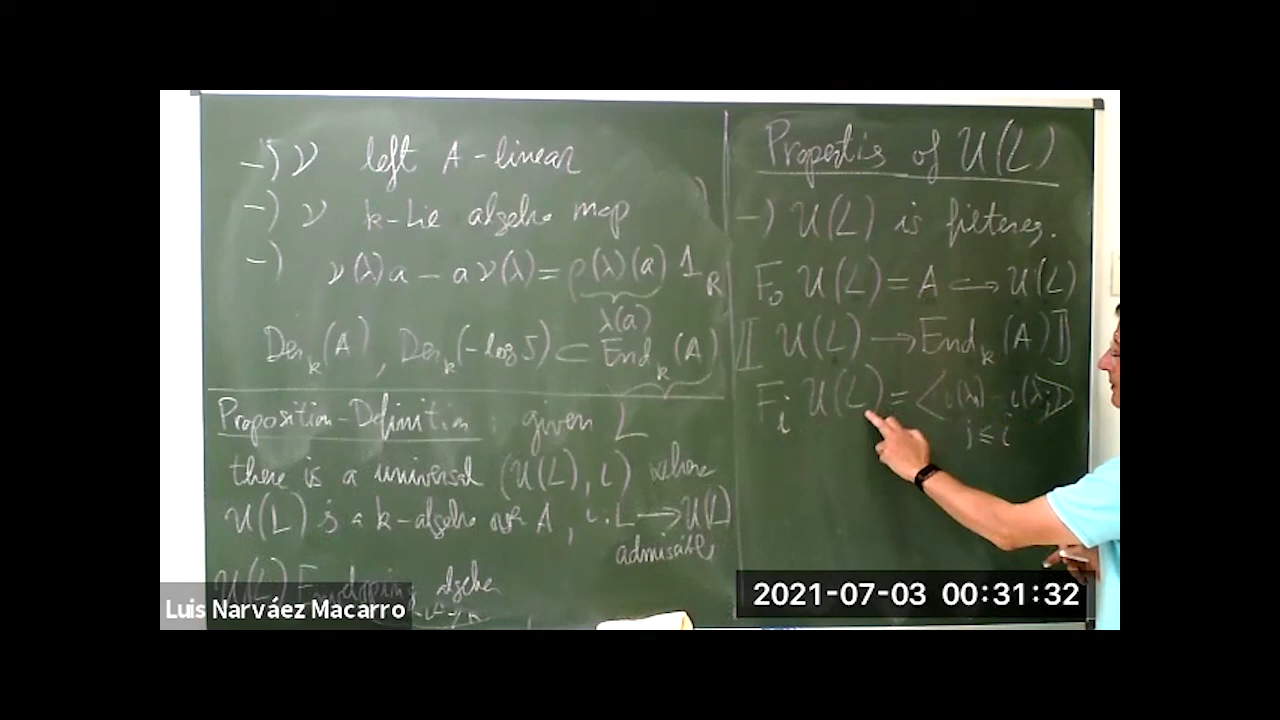 -) ν left A-linear
-) ν k-Lie algebra map
-) ν(λ)a - aν(λ) = ρ(λ)(a) 1_R
λ(a)
Der_k(A), Der_k(-log I) ⊂ End_k(A)
Proposition-Definition: given L
there is a universal (U(L), ι) where
U(L) is a k-algebra over A, ι: L → U(L)
admissible
U(L) Enveloping algebra
Properties of U(L)
-) U(L) is filtered.
F_0 U(L) = A ↪ U(L)
⟦ U(L) → End_k(A) ⟧
F_i U(L) = <ι(λ_1) - ι(λ_j)>
j ≤ i
Luis Narváez Macarro
2021-07-03 00:31:32